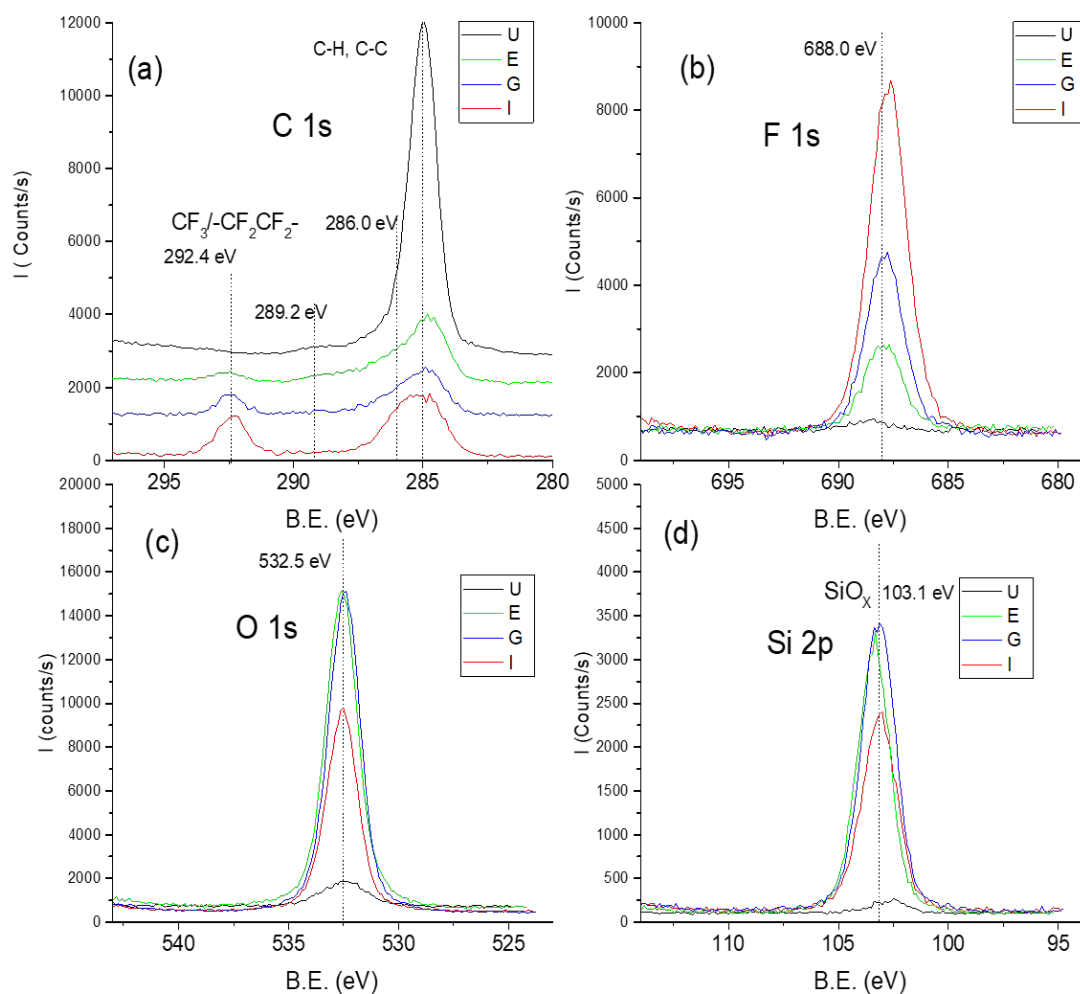 (a)
C 1s
C-H, C-C
U
E
G
I
CF3/-CF2CF2-
292.4 eV
289.2 eV
286.0 eV
I ( Counts/s)
12000
10000
8000
6000
4000
2000
0
295
290
285
280
B.E. (eV)
(b)
F 1s
688.0 eV
U
E
G
I
I (Counts/s)
10000
8000
6000
4000
2000
0
695
690
685
680
B.E. (eV)
(c)
O 1s
532.5 eV
U
E
G
I
I (counts/s)
20000
18000
16000
14000
12000
10000
8000
6000
4000
2000
0
540
535
530
525
B.E. (eV)
(d)
Si 2p
SiOX
103.1 eV
U
E
G
I
I (Counts/s)
5000
4500
4000
3500
3000
2500
2000
1500
1000
500
0
110
105
100
95
B.E. (eV)